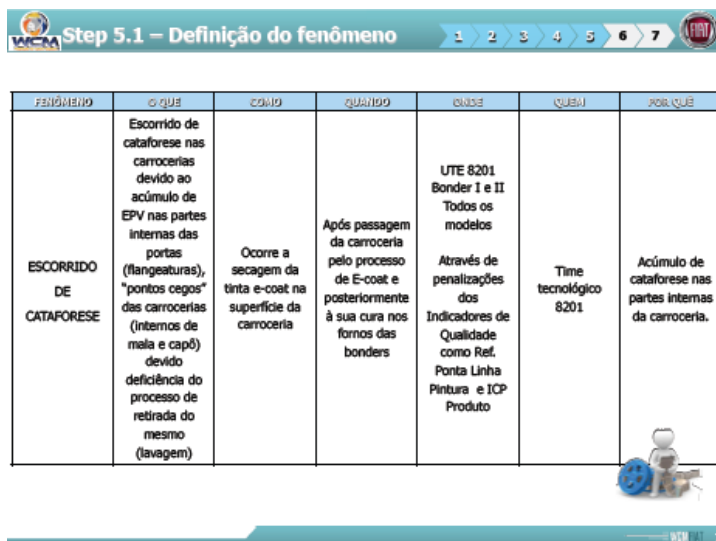 WCM
Step 5.1 – Definição do fenômeno
1 2 3 4 5 6 7
FIAT
FENÔMENO
O QUE
COMO
QUANDO
ONDE
QUEM
POR QUÊ
ESCORRIDO
DE
CATAFORESE
Escorrido de
cataforese nas
carrocerias
devido ao
acúmulo de
EPV nas partes
internas das
portas
(flangeaturas),
"pontos cegos"
das carrocerias
(internos de
mala e capô)
devido
deficiência do
processo de
retirada do
mesmo
(lavagem)
Ocorre a
secagem da
tinta e-coat na
superfície da
carroceria
Após passagem
da carroceria
pelo processo
de E-coat e
posteriormente
à sua cura nos
fornos das
bonders
UTE 8201
Bonder I e II
Todos os
modelos
Através de
penalizações
dos
Indicadores de
Qualidade
como Ref.
Ponta Linha
Pintura e ICP
Produto
Time
tecnológico
8201
Acúmulo de
cataforese nas
partes internas
da carroceria.
WCM FIAT